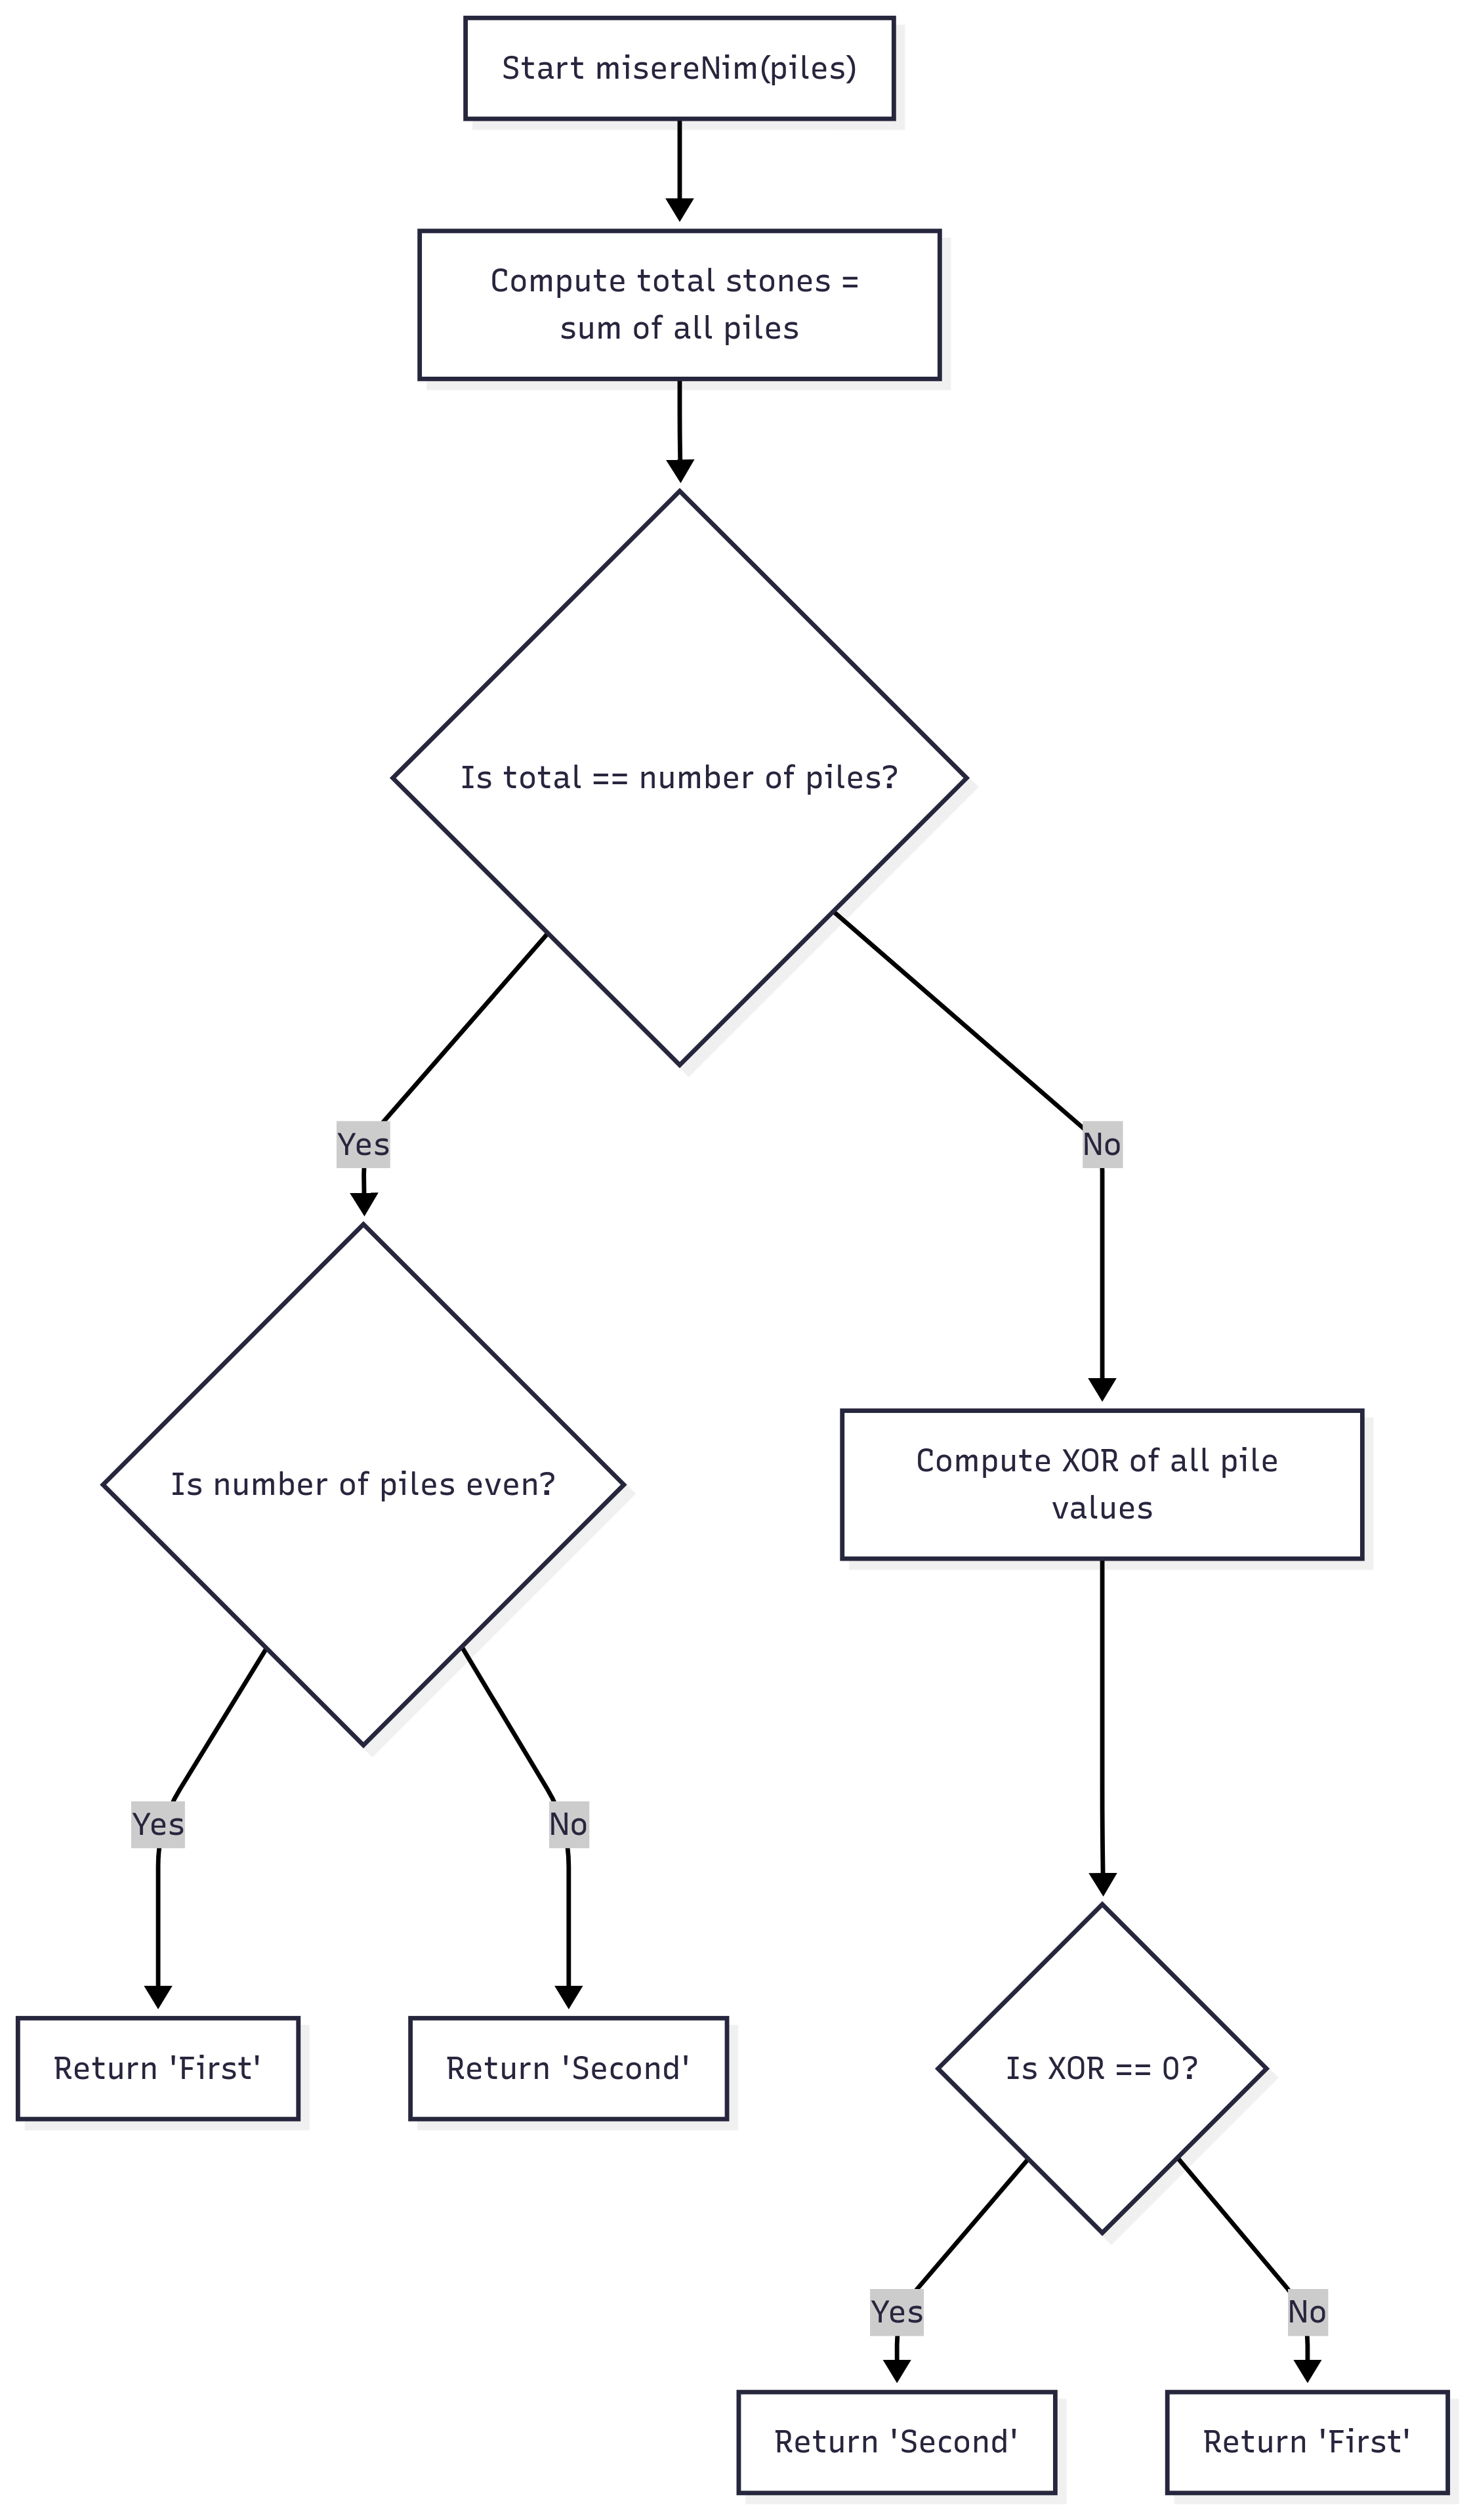 Start misereNim(piles)
Compute total stones =
sum of all piles
Is total == number of piles?
Yes
No
Is number of piles even?
Compute XOR of all pile
values
Yes
No
Return 'First'
Return 'Second'
Is XOR == 0?
Yes
No
Return 'Second'
Return 'First'